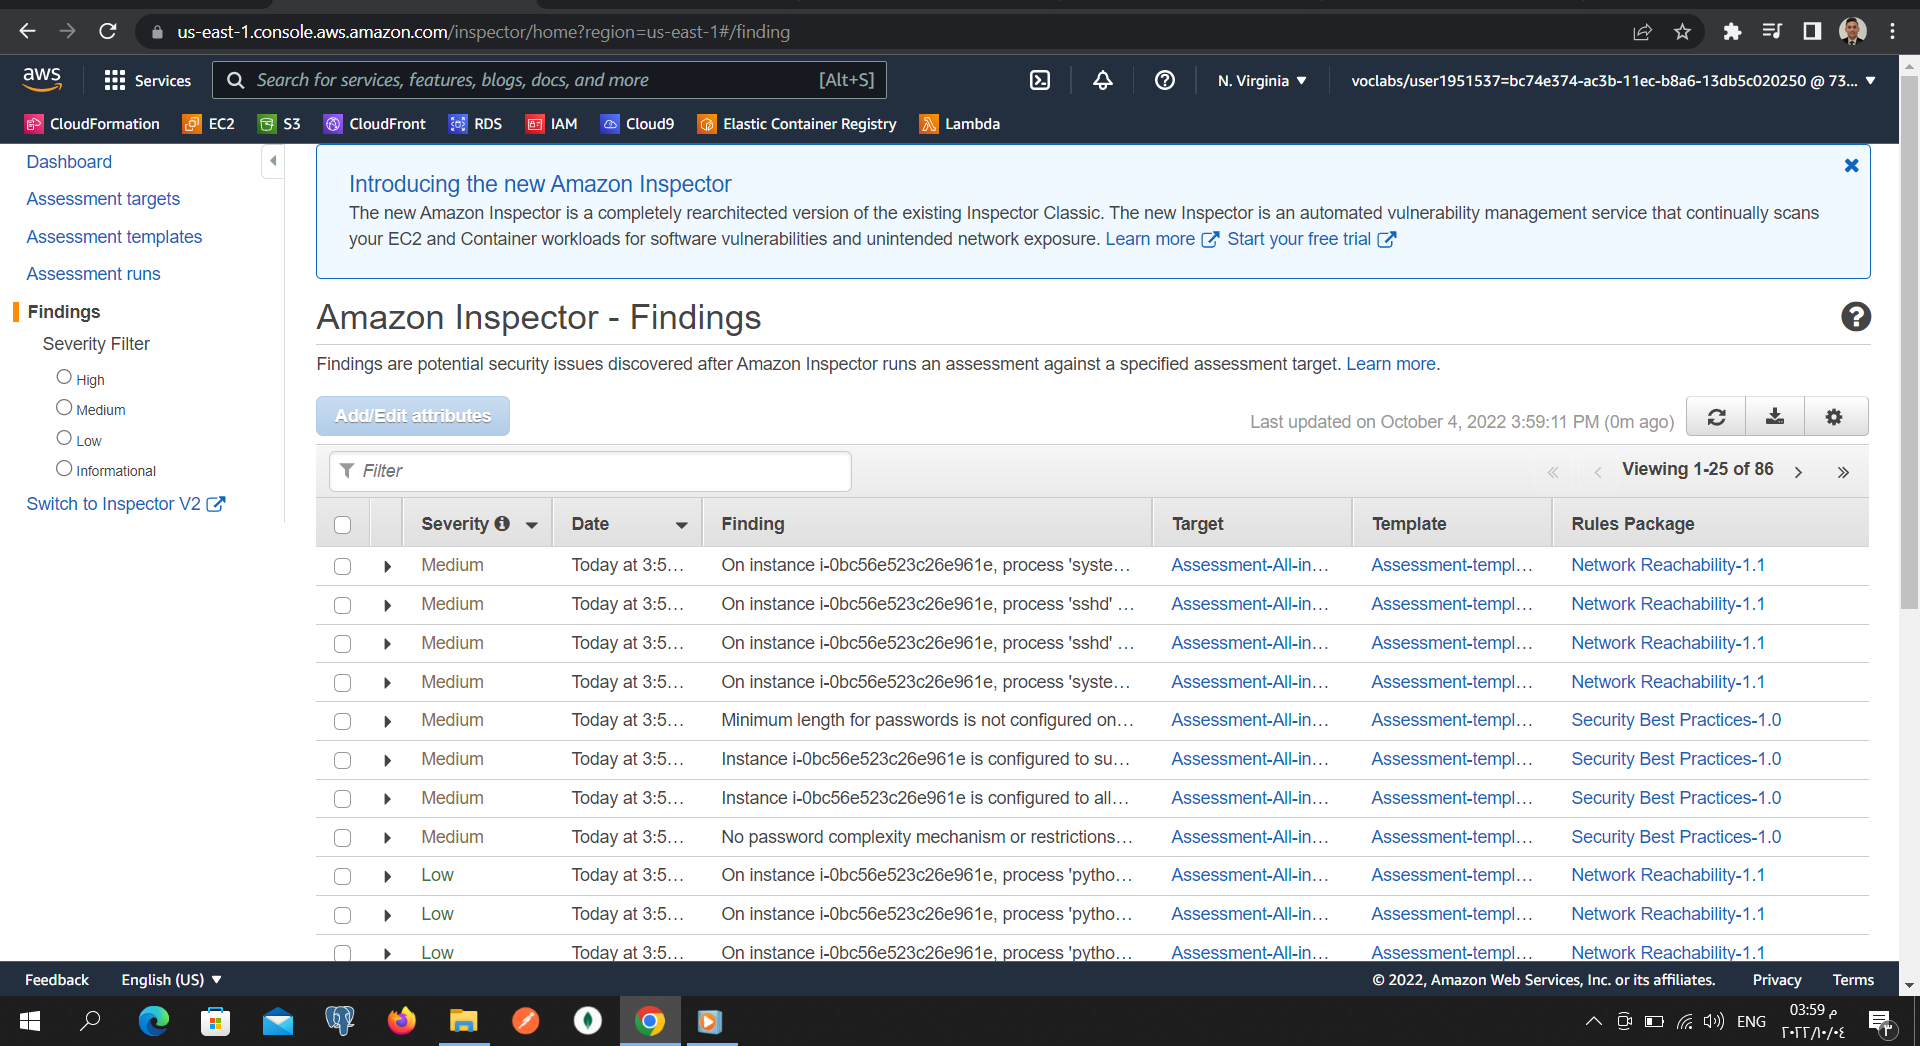 us-east-1.console.aws.amazon.com/inspector/home?region=us-east-1#/finding
aws
Services
Search for services, features, blogs, docs, and more
[Alt+S]
N. Virginia
voclabs/user1951537=bc74e374-ac3b-11ec-b8a6-13db5c020250 @ 73...
CloudFormation
EC2
S3
CloudFront
RDS
IAM
Cloud9
Elastic Container Registry
Lambda
Dashboard
Assessment targets
Assessment templates
Assessment runs
Findings
Severity Filter
High
Medium
Low
Informational
Switch to Inspector V2
Introducing the new Amazon Inspector
The new Amazon Inspector is a completely rearchitected version of the existing Inspector Classic. The new Inspector is an automated vulnerability management service that continually scans
your EC2 and Container workloads for software vulnerabilities and unintended network exposure. Learn more Start your free trial
Amazon Inspector - Findings
Findings are potential security issues discovered after Amazon Inspector runs an assessment against a specified assessment target. Learn more.
Add/Edit attributes
Last updated on October 4, 2022 3:59:11 PM (0m ago)
Filter
Viewing 1-25 of 86
Severity Date Finding Target Template Rules Package
Medium Today at 3:5... On instance i-0bc56e523c26e961e, process 'syste... Assessment-All-in... Assessment-templ... Network Reachability-1.1
Medium Today at 3:5... On instance i-0bc56e523c26e961e, process 'sshd' ... Assessment-All-in... Assessment-templ... Network Reachability-1.1
Medium Today at 3:5... On instance i-0bc56e523c26e961e, process 'sshd' ... Assessment-All-in... Assessment-templ... Network Reachability-1.1
Medium Today at 3:5... On instance i-0bc56e523c26e961e, process 'syste... Assessment-All-in... Assessment-templ... Network Reachability-1.1
Medium Today at 3:5... Minimum length for passwords is not configured on... Assessment-All-in... Assessment-templ... Security Best Practices-1.0
Medium Today at 3:5... Instance i-0bc56e523c26e961e is configured to su... Assessment-All-in... Assessment-templ... Security Best Practices-1.0
Medium Today at 3:5... Instance i-0bc56e523c26e961e is configured to all... Assessment-All-in... Assessment-templ... Security Best Practices-1.0
Medium Today at 3:5... No password complexity mechanism or restrictions... Assessment-All-in... Assessment-templ... Security Best Practices-1.0
Low Today at 3:5... On instance i-0bc56e523c26e961e, process 'pytho... Assessment-All-in... Assessment-templ... Network Reachability-1.1
Low Today at 3:5... On instance i-0bc56e523c26e961e, process 'pytho... Assessment-All-in... Assessment-templ... Network Reachability-1.1
Low Today at 3:5... On instance i-0bc56e523c26e961e, process 'pytho... Assessment-All-in... Assessment-templ... Network Reachability-1.1
Feedback
English (US)
© 2022, Amazon Web Services, Inc. or its affiliates.
Privacy
Terms
ENG
03:59 م
٢٠٢٢/١٠/٠٤
٣